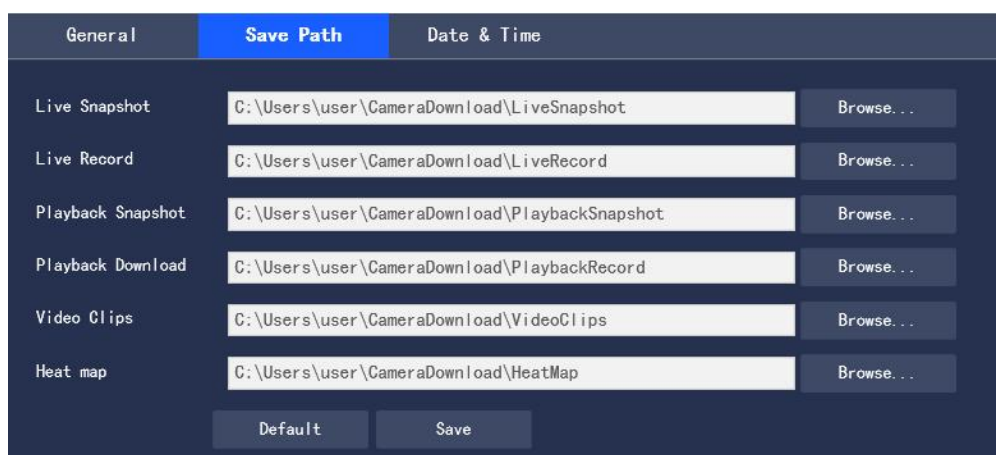 General Save Path Date & Time
Live Snapshot C:\Users\user\CameraDownload\LiveSnapshot Browse...
Live Record C:\Users\user\CameraDownload\LiveRecord Browse...
Playback Snapshot C:\Users\user\CameraDownload\PlaybackSnapshot Browse...
Playback Download C:\Users\user\CameraDownload\PlaybackRecord Browse...
Video Clips C:\Users\user\CameraDownload\VideoClips Browse...
Heat map C:\Users\user\CameraDownload\HeatMap Browse...
Default Save